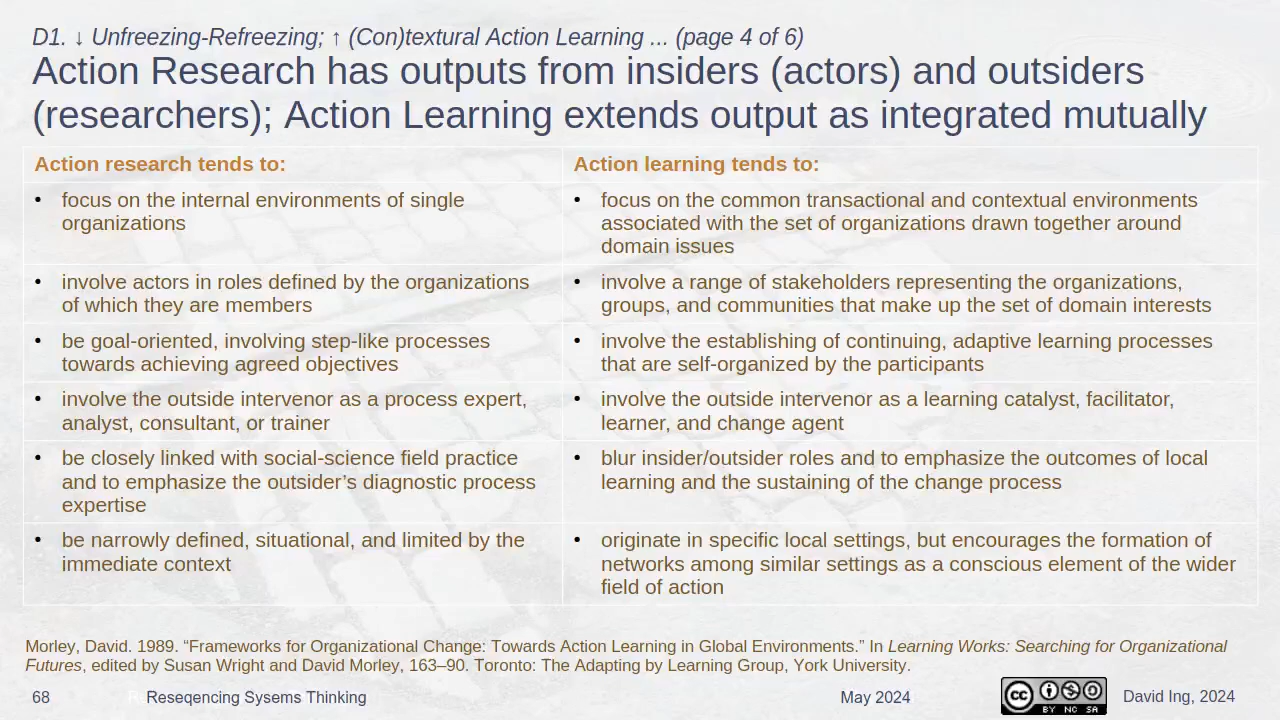 D1. ↓ Unfreezing-Refreezing; ↑ (Con)textural Action Learning ... (page 4 of 6)
Action Research has outputs from insiders (actors) and outsiders
(researchers); Action Learning extends output as integrated mutually
Action research tends to:
Action learning tends to:
• focus on the internal environments of single
organizations
• focus on the common transactional and contextual environments
associated with the set of organizations drawn together around
domain issues
• involve actors in roles defined by the organizations
of which they are members
• involve a range of stakeholders representing the organizations,
groups, and communities that make up the set of domain interests
• be goal-oriented, involving step-like processes
towards achieving agreed objectives
• involve the establishing of continuing, adaptive learning processes
that are self-organized by the participants
• involve the outside intervenor as a process expert,
analyst, consultant, or trainer
• involve the outside intervenor as a learning catalyst, facilitator,
learner, and change agent
• be closely linked with social-science field practice
and to emphasize the outsider’s diagnostic process
expertise
• blur insider/outsider roles and to emphasize the outcomes of local
learning and the sustaining of the change process
• be narrowly defined, situational, and limited by the
immediate context
• originate in specific local settings, but encourages the formation of
networks among similar settings as a conscious element of the wider
field of action
Morley, David. 1989. “Frameworks for Organizational Change: Towards Action Learning in Global Environments.” In Learning Works: Searching for Organizational
Futures, edited by Susan Wright and David Morley, 163–90. Toronto: The Adapting by Learning Group, York University.
68
Reseqencing Sysems Thinking
May 2024
cc BY NC SA
David Ing, 2024